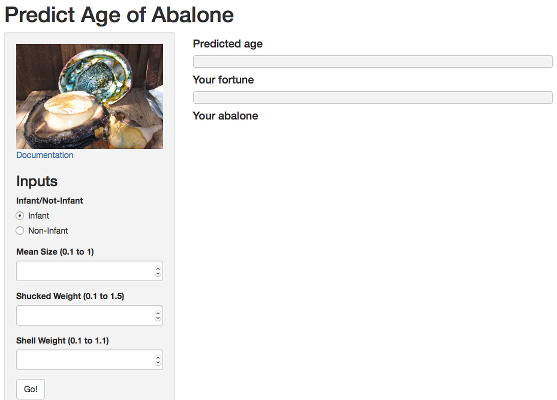 Predict Age of Abalone
Documentation
Inputs
Infant/Not-Infant
Infant
Non-Infant
Mean Size (0.1 to 1)
Shucked Weight (0.1 to 1.5)
Shell Weight (0.1 to 1.1)
Go!
Predicted age
Your fortune
Your abalone